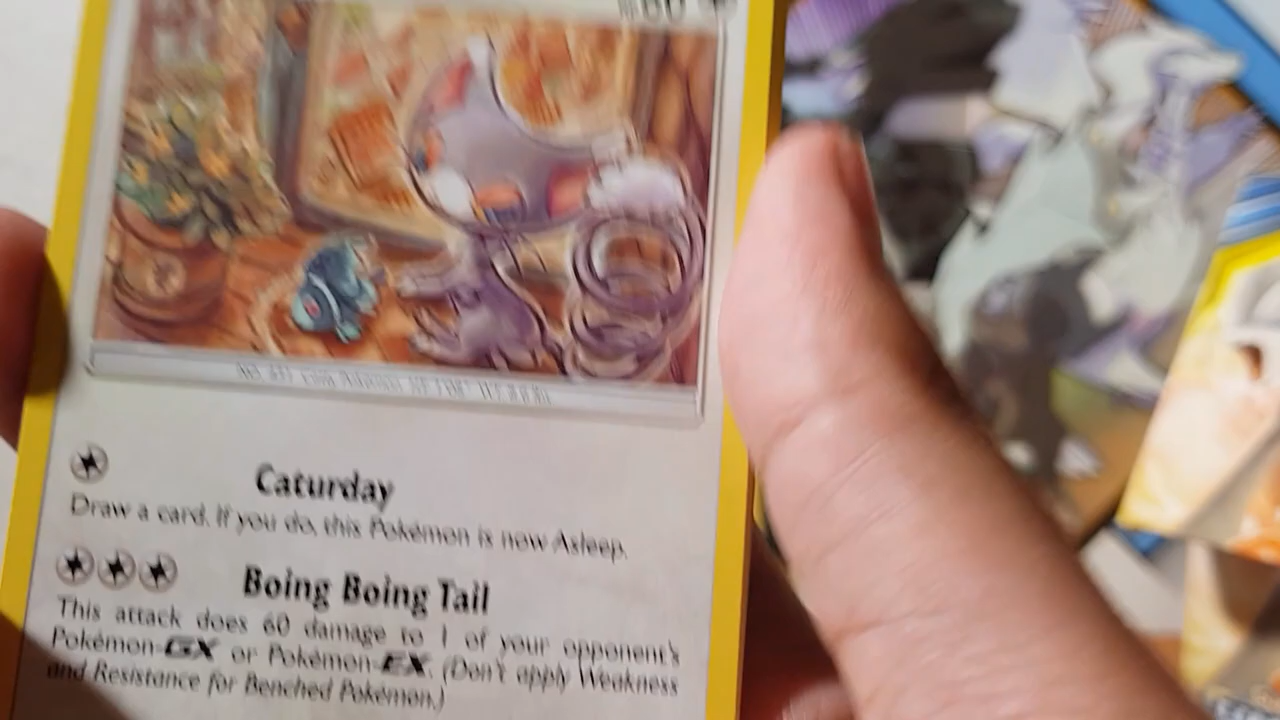 Caturday
Draw a card. If you do, this Pokémon is now Asleep.
Boing Boing Tail
This attack does 60 damage to 1 of your opponent's
Pokémon-GX or Pokémon-EX. (Don't apply Weakness
and Resistance for Benched Pokémon.)